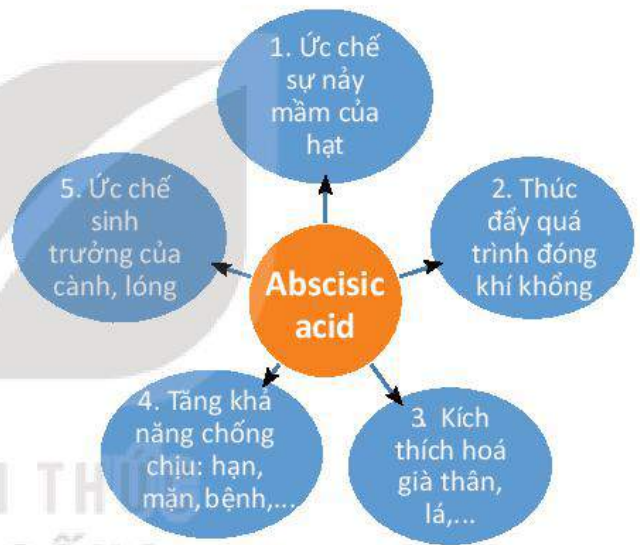 1. Ức chế
sự nảy
mầm của
hạt
2. Thúc
đẩy quá
trình đóng
khí khổng
3. Kích
thích hoá
già thân,
lá,...
4. Tăng khả
năng chống
chịu: hạn,
mặn, bệnh,...
5. Ức chế
sinh
trưởng của
cành, lóng
Abscisic
acid
THỨC